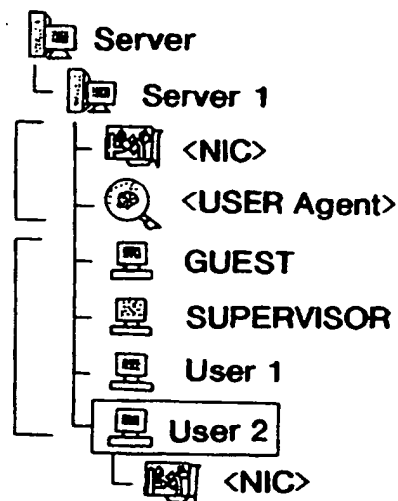 Server
Server 1
<NIC>
<USER Agent>
GUEST
SUPERVISOR
User 1
User 2
<NIC>